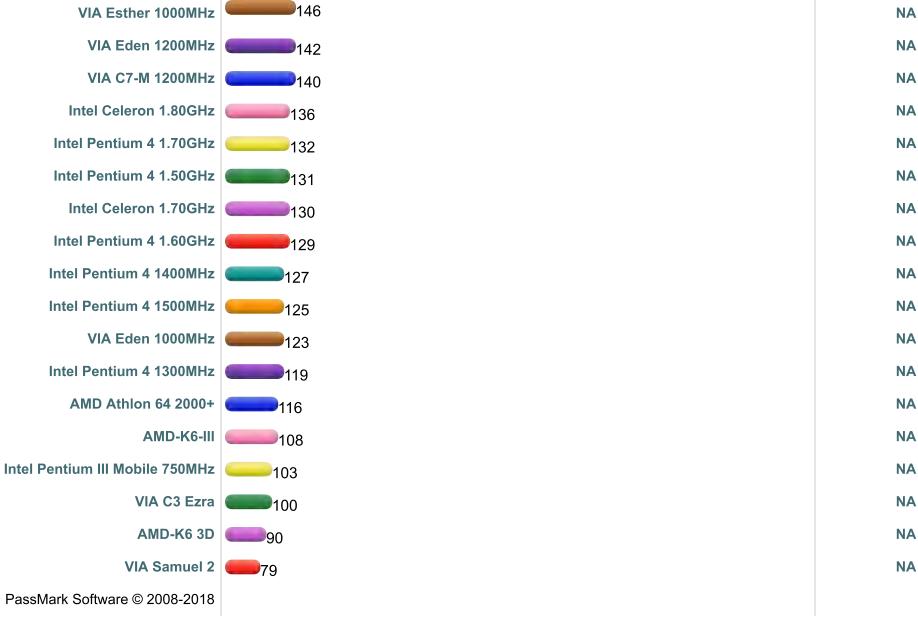 VIA Esther 1000MHz 146 NA
VIA Eden 1200MHz 142 NA
VIA C7-M 1200MHz 140 NA
Intel Celeron 1.80GHz 136 NA
Intel Pentium 4 1.70GHz 132 NA
Intel Pentium 4 1.50GHz 131 NA
Intel Celeron 1.70GHz 130 NA
Intel Pentium 4 1.60GHz 129 NA
Intel Pentium 4 1400MHz 127 NA
Intel Pentium 4 1500MHz 125 NA
VIA Eden 1000MHz 123 NA
Intel Pentium 4 1300MHz 119 NA
AMD Athlon 64 2000+ 116 NA
AMD-K6-III 108 NA
Intel Pentium III Mobile 750MHz 103 NA
VIA C3 Ezra 100 NA
AMD-K6 3D 90 NA
VIA Samuel 2 79 NA
PassMark Software © 2008-2018